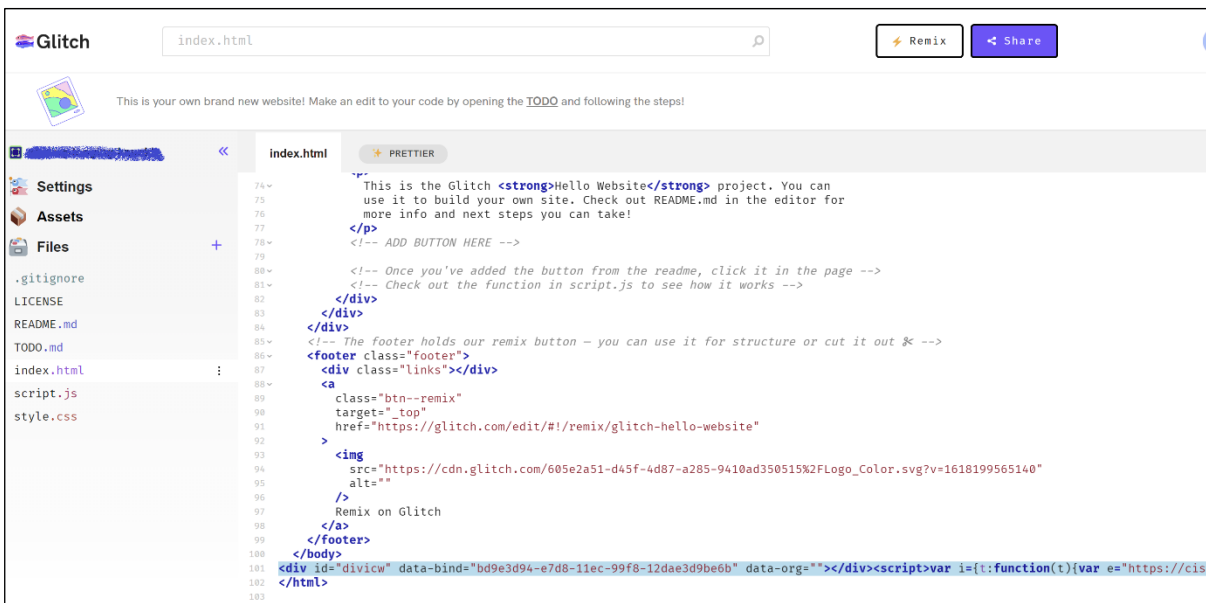 Glitch
index.html
Remix
Share
This is your own brand new website! Make an edit to your code by opening the TODO and following the steps!
Settings
Assets
Files
+
.gitignore
LICENSE
README.md
TODO.md
index.html
script.js
style.css
index.html
PRETTIER
74 <p>
75 This is the Glitch <strong>Hello Website</strong> project. You can
use it to build your own site. Check out README.md in the editor for
76 more info and next steps you can take!
77 </p>
78 <!-- ADD BUTTON HERE -->
79
80 <!-- Once you've added the button from the readme, click it in the page -->
81 <!-- Check out the function in script.js to see how it works -->
82 </div>
83 </div>
84 </div>
85 <!-- The footer holds our remix button — you can use it for structure or cut it out ✂ -->
86 <footer class="footer">
87 <div class="links"></div>
88 <a
89 class="btn--remix"
90 target="_top"
91 href="https://glitch.com/edit/#!/remix/glitch-hello-website"
92 >
93 <img
94 src="https://cdn.glitch.com/605e2a51-d45f-4d87-a285-9410ad350515%2FLogo_Color.svg?v=1618199565140"
95 alt=""
96 />
97 Remix on Glitch
98 </a>
99 </footer>
100 </body>
101 <div id="divicw" data-bind="bd9e3d94-e7d8-11ec-99f8-12dae3d9be6b" data-org=""></div><script>var i={t:function(t){var e="https://cis
102 </html>
103